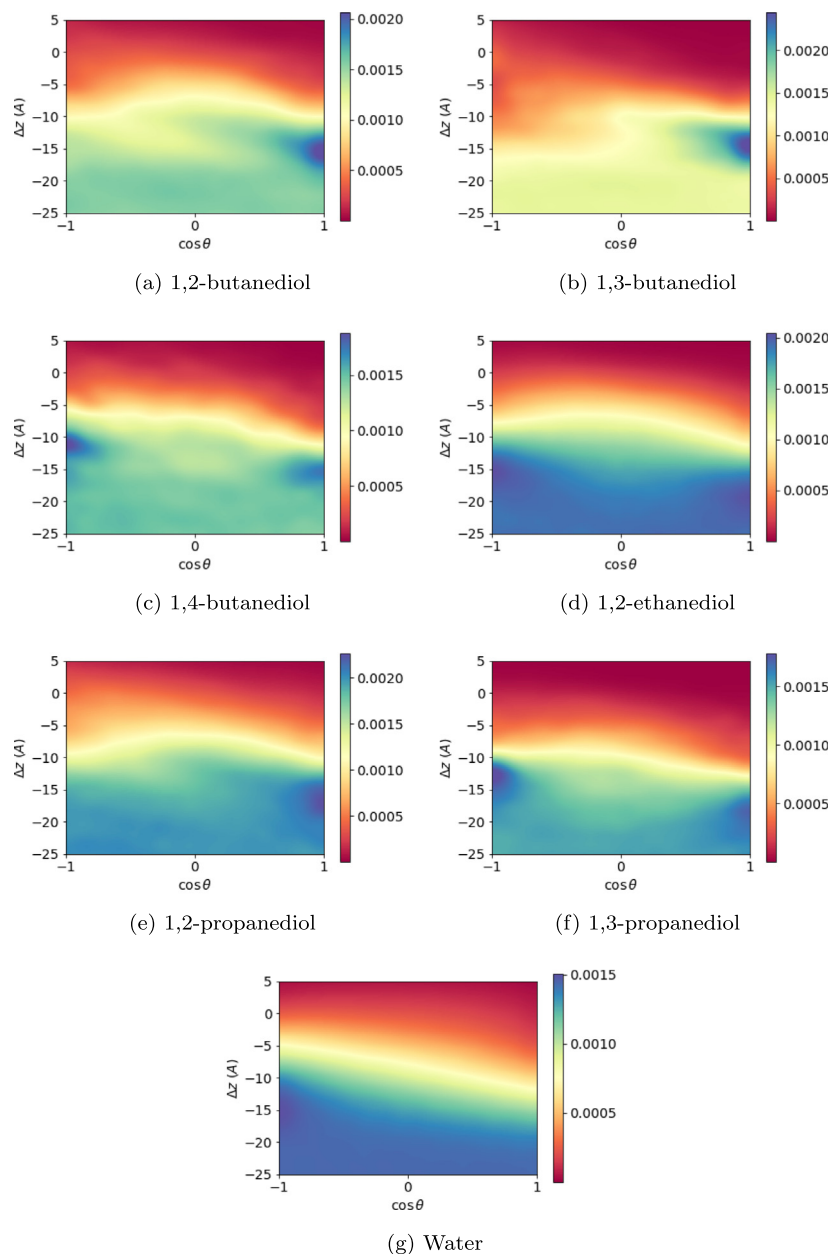 5
0
−5
−10
−15
−20
−25
Δz (A)
−1 0 1
cosθ
0.0020
0.0015
0.0010
0.0005
(a) 1,2-butanediol
5
0
−5
−10
−15
−20
−25
Δz (A)
−1 0 1
cosθ
0.0020
0.0015
0.0010
0.0005
(b) 1,3-butanediol
5
0
−5
−10
−15
−20
−25
Δz (A)
−1 0 1
cosθ
0.0015
0.0010
0.0005
(c) 1,4-butanediol
5
0
−5
−10
−15
−20
−25
Δz (A)
−1 0 1
cosθ
0.0020
0.0015
0.0010
0.0005
(d) 1,2-ethanediol
5
0
−5
−10
−15
−20
−25
Δz (A)
−1 0 1
cosθ
0.0020
0.0015
0.0010
0.0005
(e) 1,2-propanediol
5
0
−5
−10
−15
−20
−25
Δz (A)
−1 0 1
cosθ
0.0015
0.0010
0.0005
(f) 1,3-propanediol
5
0
−5
−10
−15
−20
−25
Δz (A)
−1 0 1
cosθ
0.0015
0.0010
0.0005
(g) Water